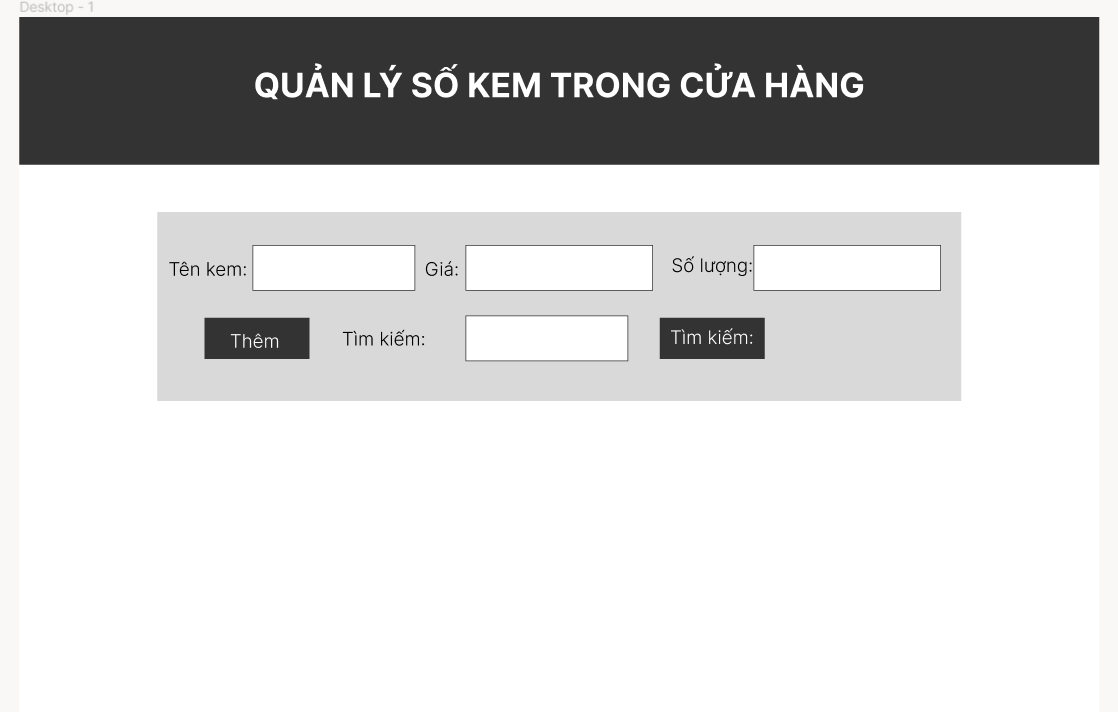 Desktop - 1
QUẢN LÝ SỐ KEM TRONG CỬA HÀNG
Tên kem: Giá: Số lượng:
Thêm Tìm kiếm: Tìm kiếm: